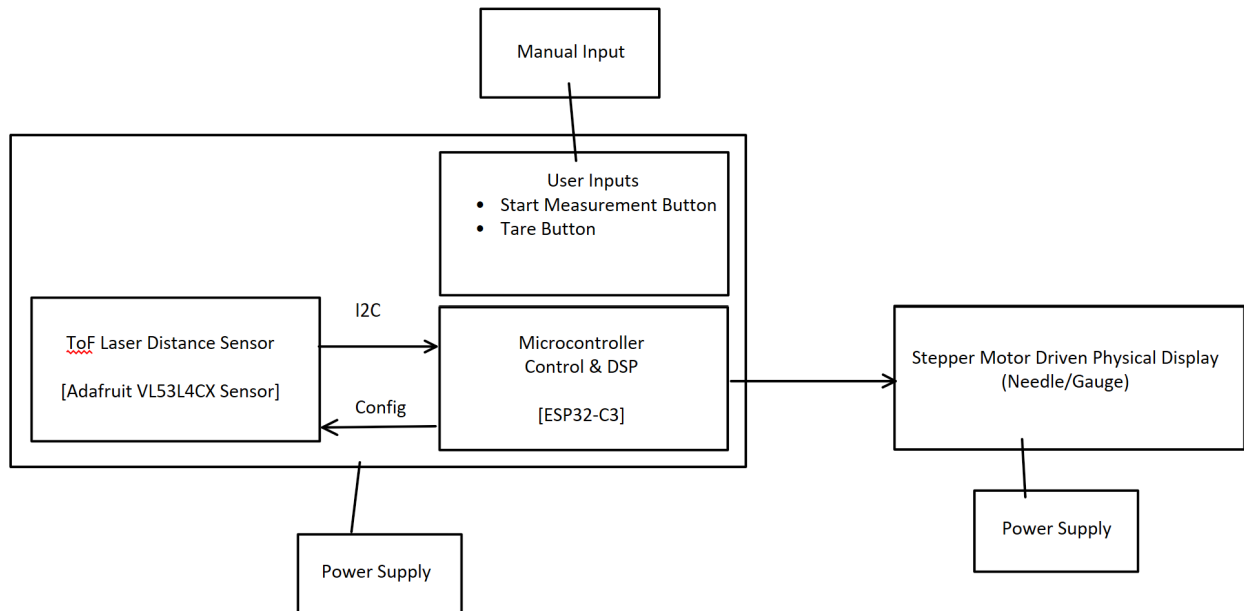 Manual Input
User Inputs
• Start Measurement Button
• Tare Button
I2C
ToF Laser Distance Sensor
[Adafruit VL53L4CX Sensor]
Config
Microcontroller
Control & DSP
[ESP32-C3]
Stepper Motor Driven Physical Display
(Needle/Gauge)
Power Supply
Power Supply